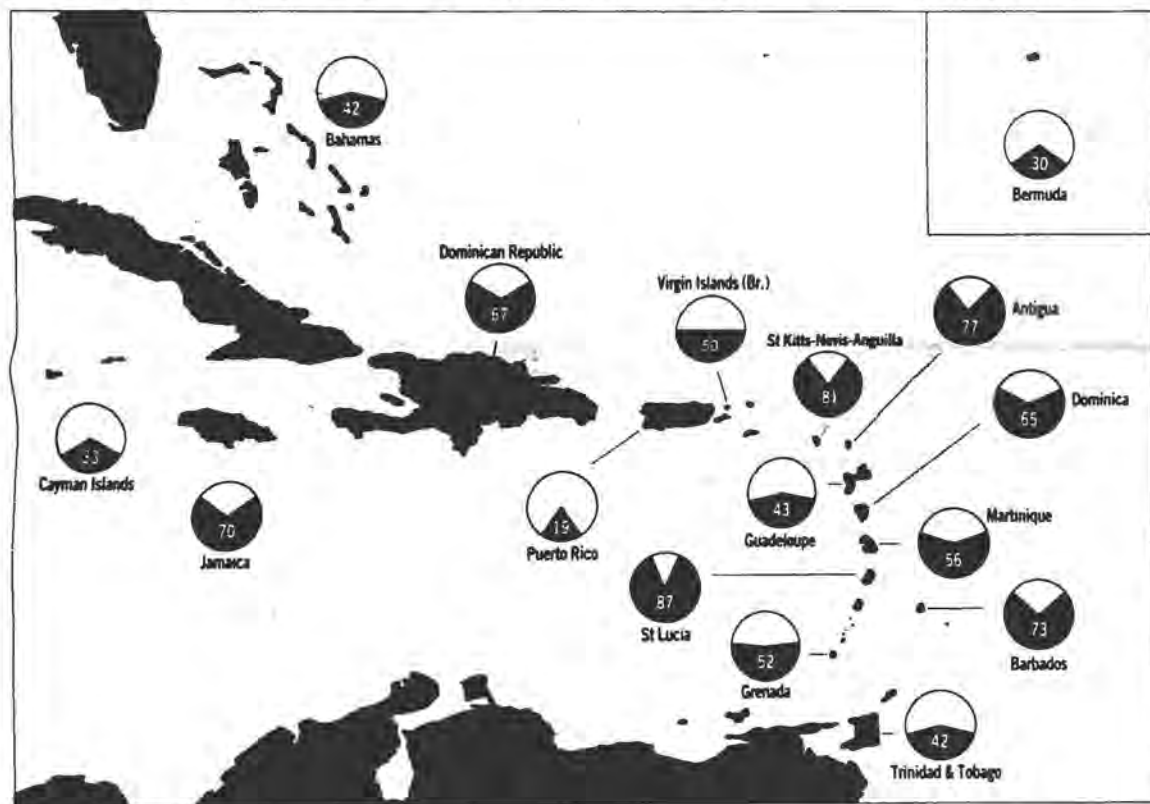 42
Bahamas
30
Bermuda
Dominican Republic
67
Virgin Islands (Br.)
50
St Kitts-Nevis-Anguilla
81
77
Antigua
65
Dominica
Cayman Islands
70
Jamaica
19
Puerto Rico
43
Guadeloupe
Martinique
56
87
St Lucia
52
Grenada
73
Barbados
42
Trinidad & Tobago